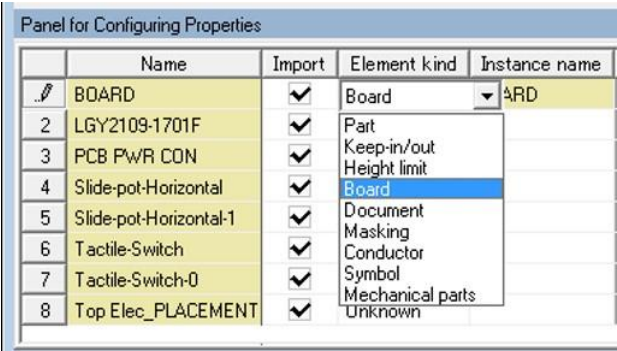 Panel for Configuring Properties
Name Import Element kind Instance name
BOARD Board ARD
2 LGY2109-1701F Part
3 PCB PWR CON Keep-in/out
Height limit
4 Slide-pot-Horizontal Board
5 Slide-pot-Horizontal-1 Document
Masking
6 Tactile-Switch Conductor
7 Tactile-Switch-0 Symbol
Mechanical parts
8 Top Elec_PLACEMENT Unknown